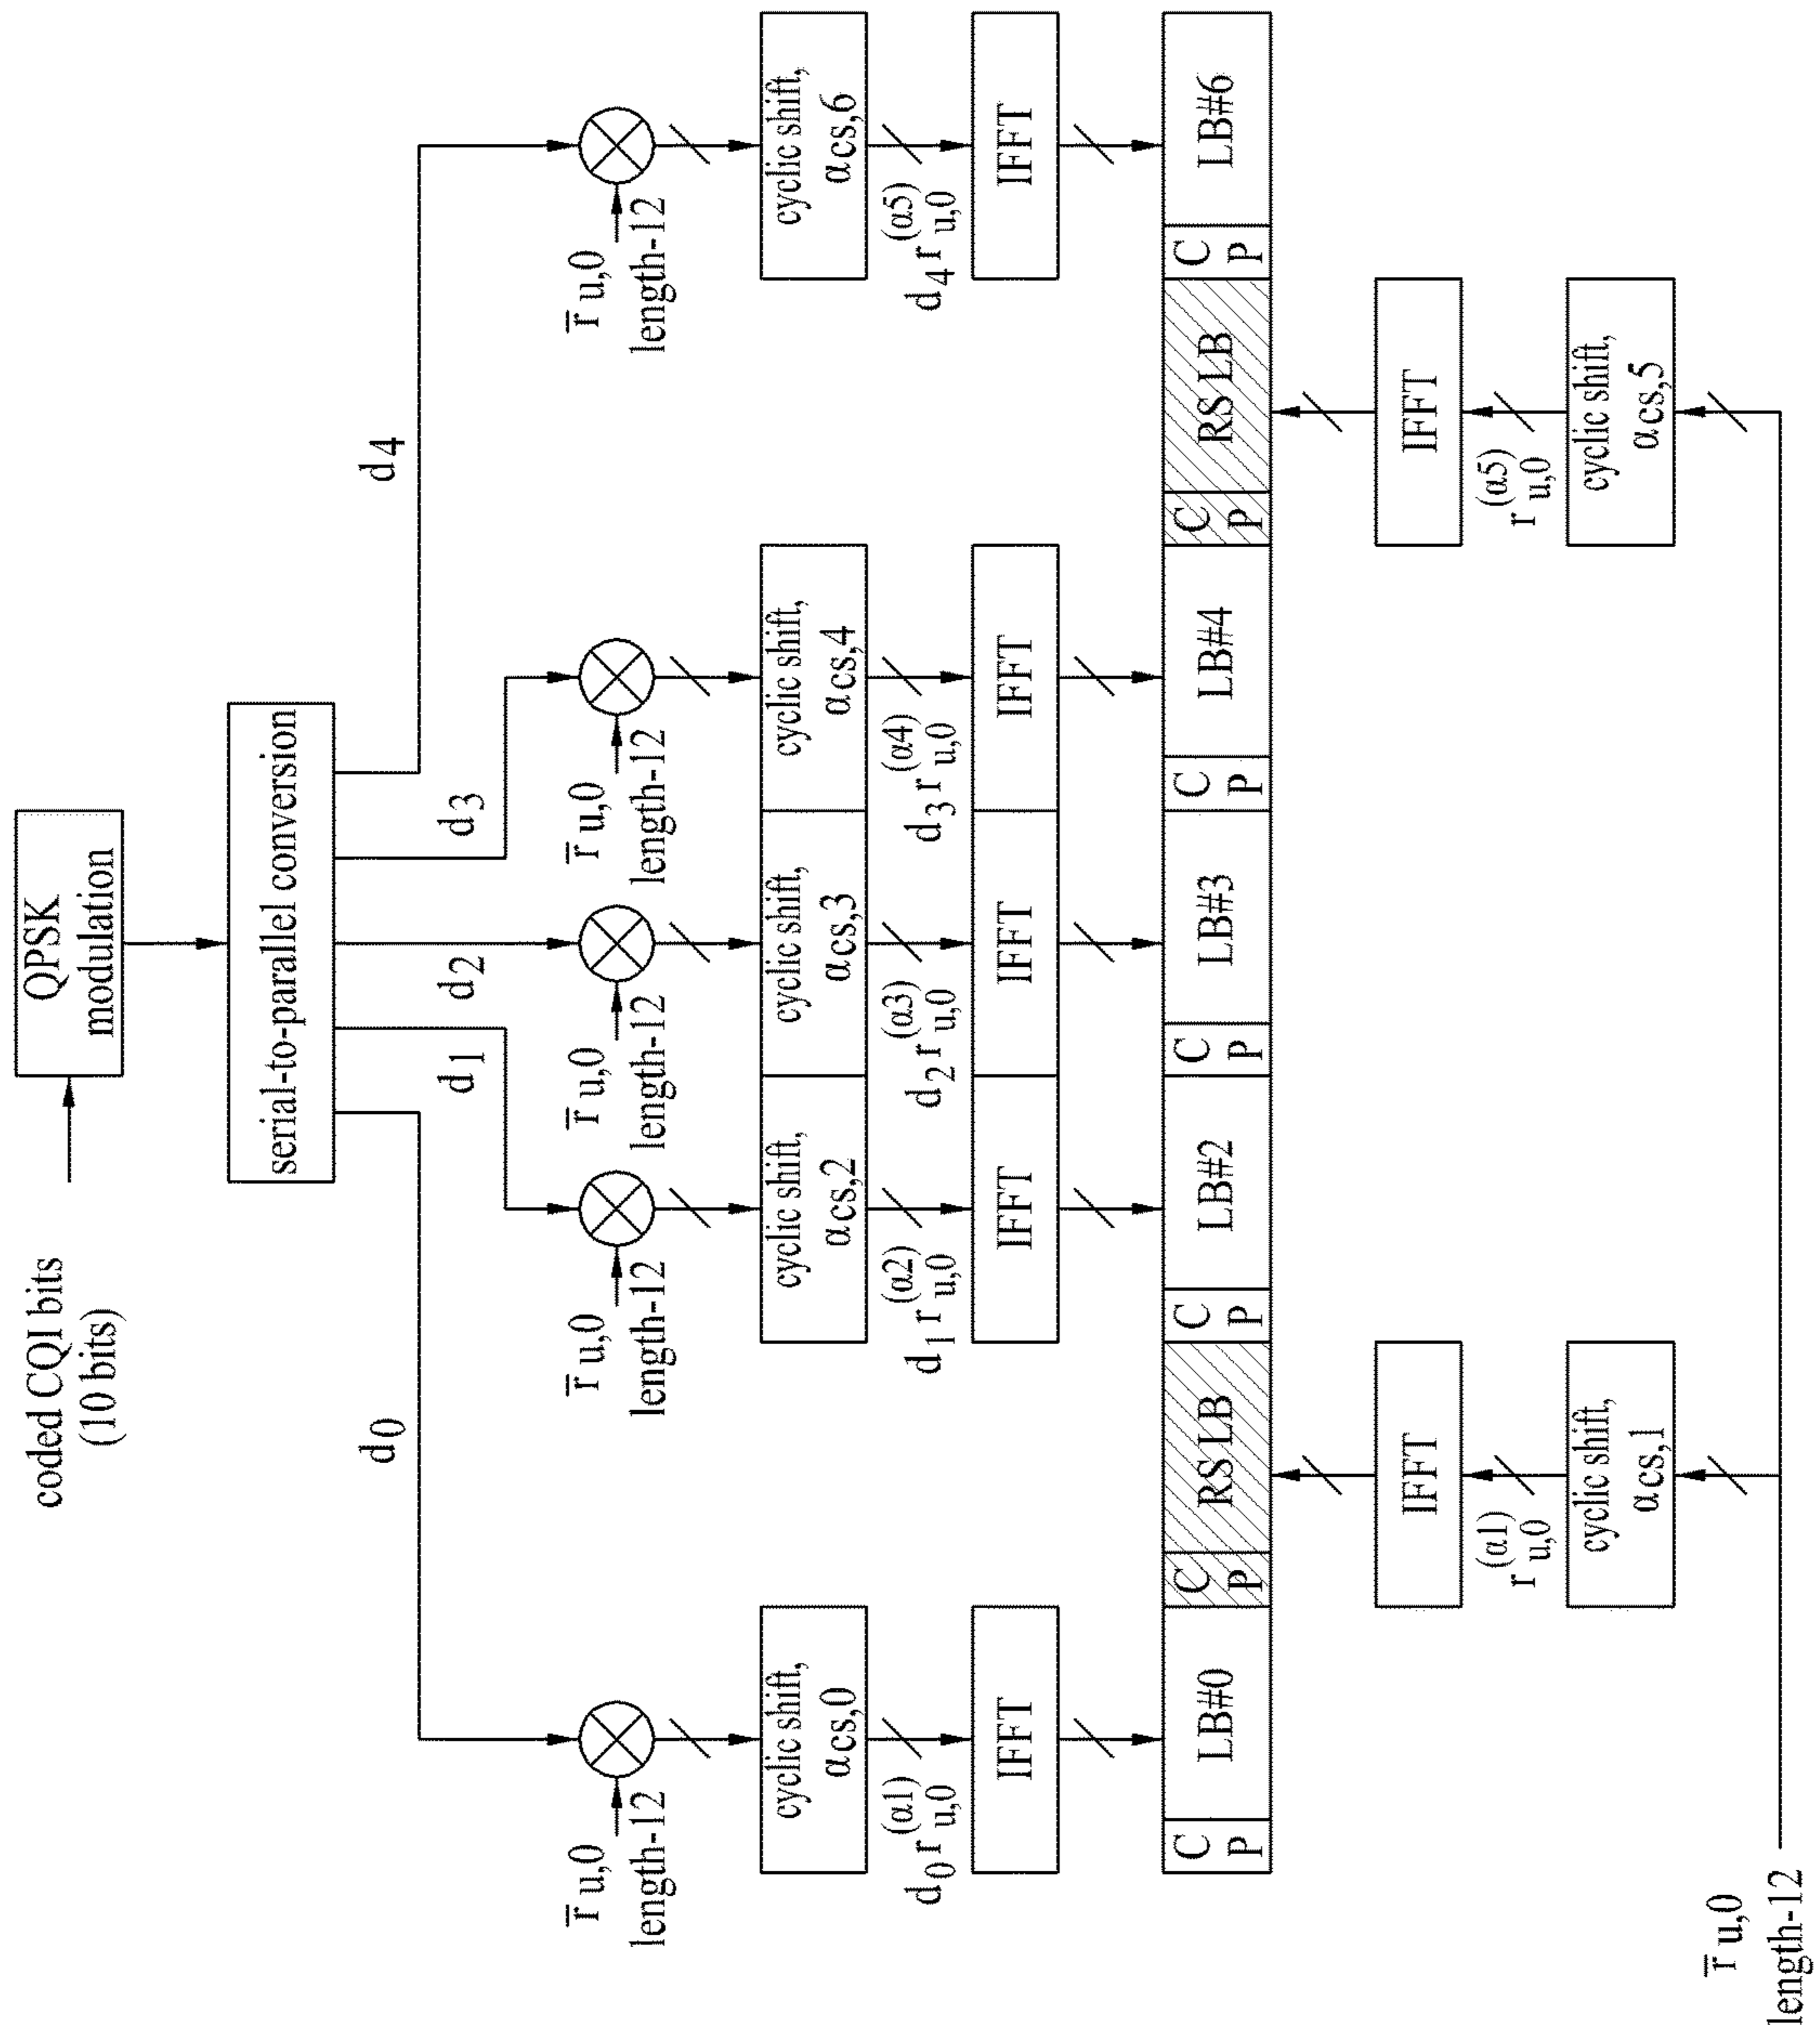 coded CQI bits
(10 bits)
QPSK
modulation
serial-to-parallel conversion
d0
d1
d2
d3
d4
r̅ u,0
length-12
r̅ u,0
length-12
r̅ u,0
length-12
r̅ u,0
length-12
r̅ u,0
length-12
cyclic shift,
αcs,0
cyclic shift,
αcs,2
cyclic shift,
αcs,3
cyclic shift,
αcs,4
cyclic shift,
αcs,6
d0 r u,0 (α1)
d1 r u,0 (α2)
d2 r u,0 (α3)
d3 r u,0 (α4)
d4 r u,0 (α5)
IFFT
IFFT
IFFT
IFFT
IFFT
CP
LB#0
CP
RS LB
CP
LB#2
CP
LB#3
CP
LB#4
CP
RS LB
CP
LB#6
IFFT
IFFT
r u,0 (α1)
r u,0 (α5)
cyclic shift,
αcs,1
cyclic shift,
αcs,5
r̅ u,0
length-12